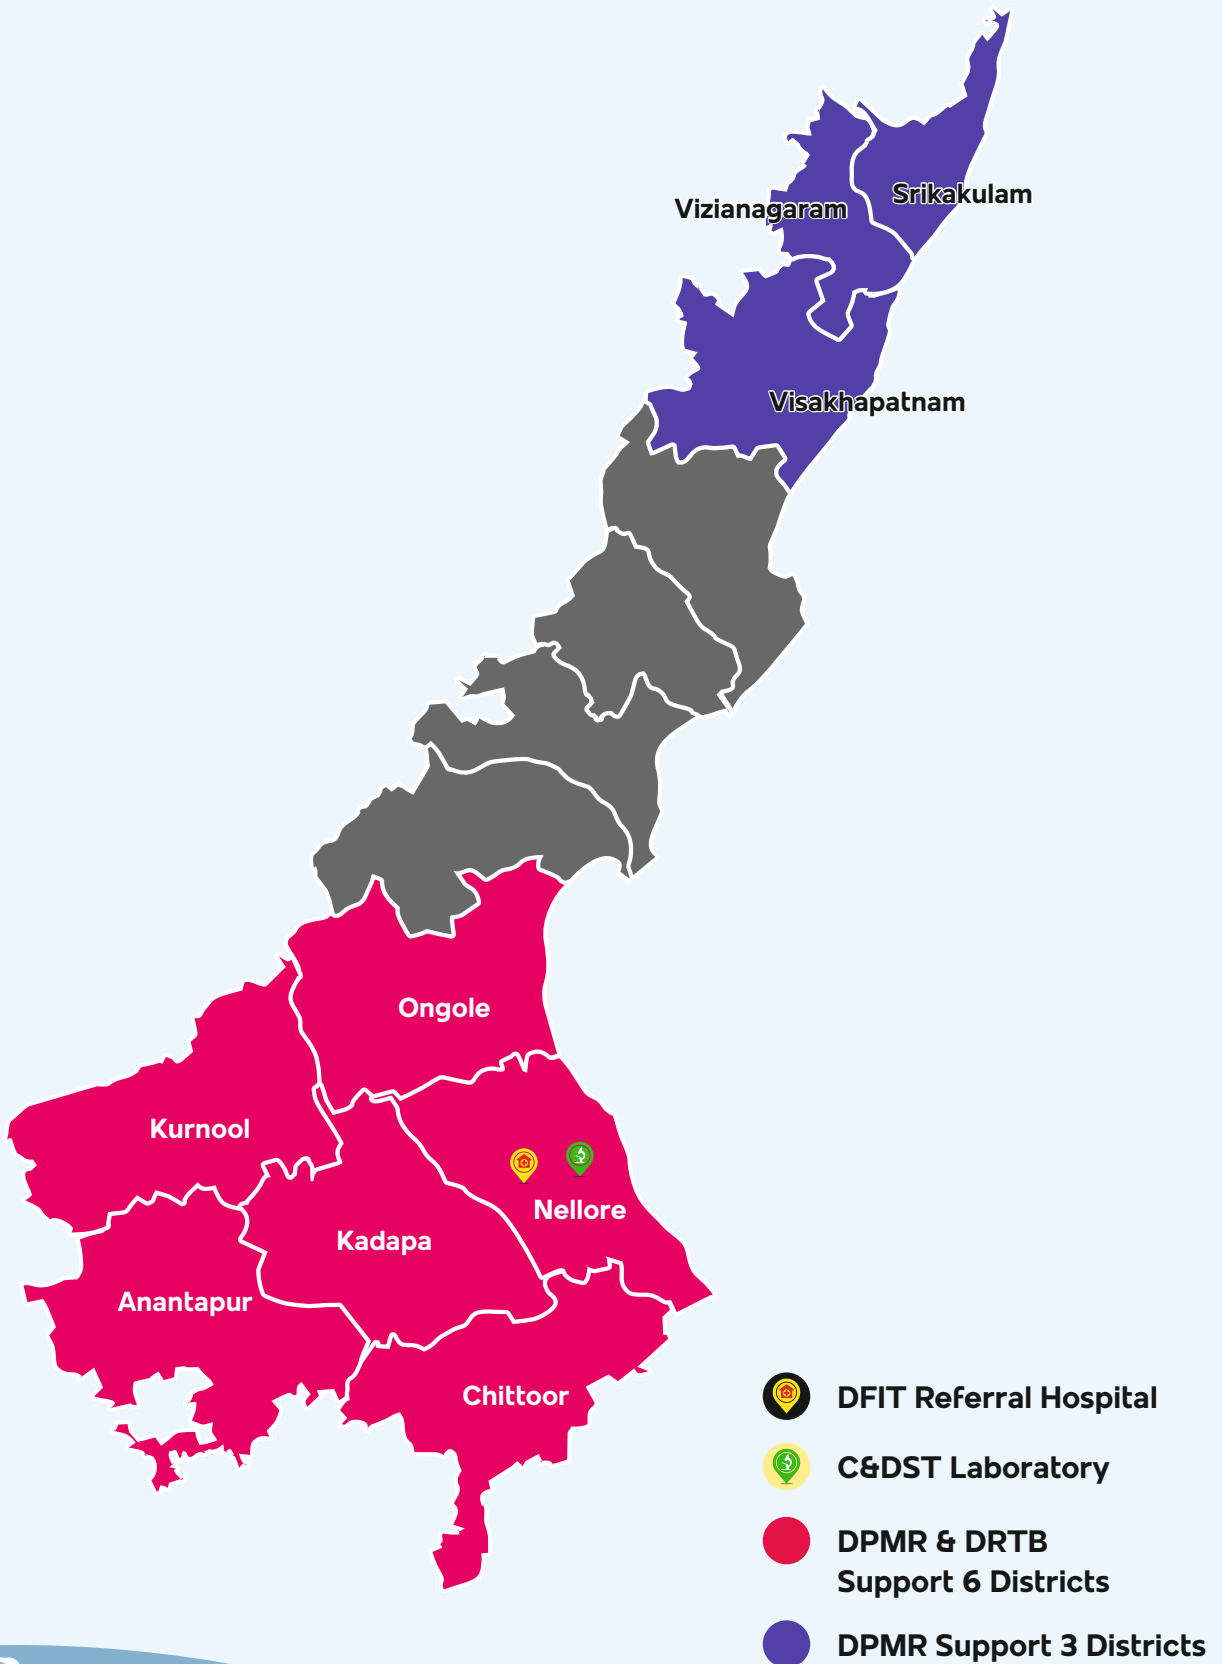 Srikakulam
Vizianagaram
Visakhapatnam
Ongole
Kurnool
Nellore
Kadapa
Anantapur
Chittoor
DFIT Referral Hospital
C&DST Laboratory
DPMR & DRTB
Support 6 Districts
DPMR Support 3 Districts